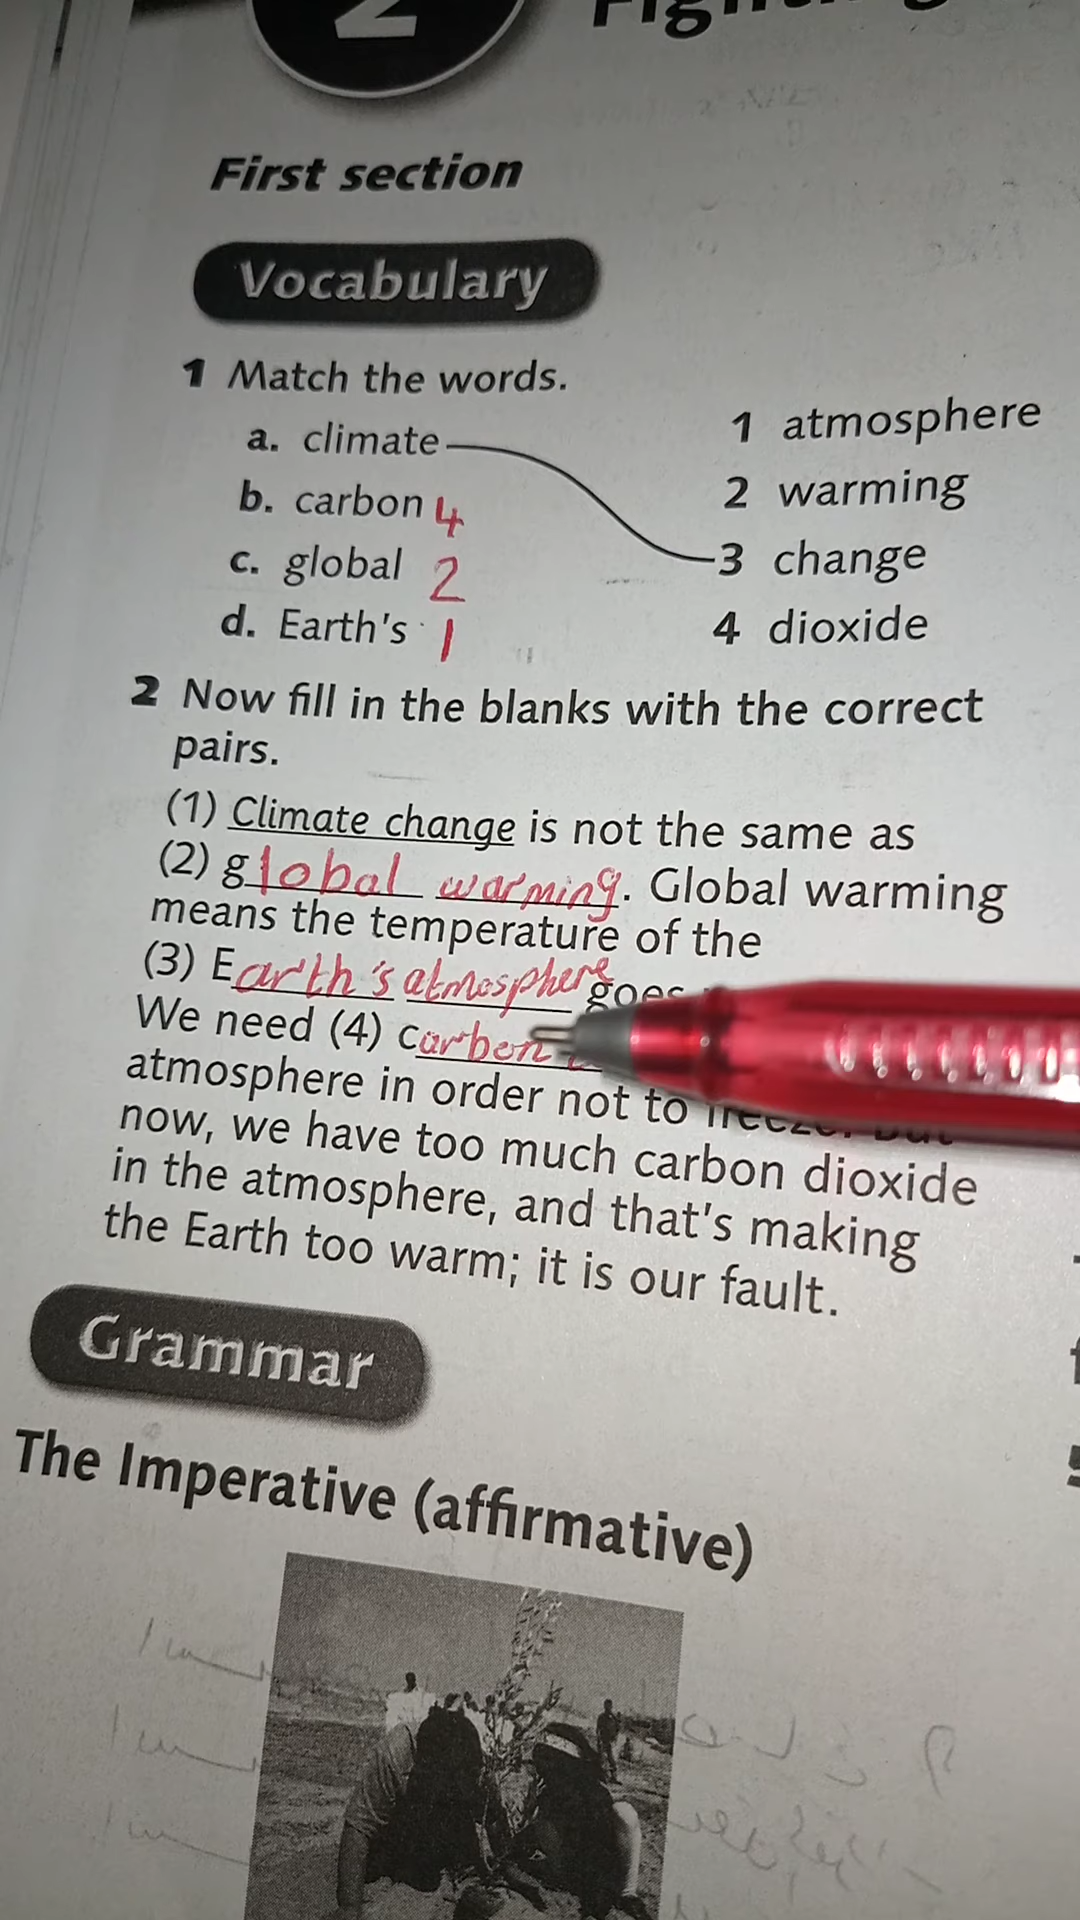 2
First section
Vocabulary
1 Match the words.
a. climate
b. carbon 4
c. global 2
d. Earth's 1
1 atmosphere
2 warming
3 change
4 dioxide
2 Now fill in the blanks with the correct
pairs.
(1) Climate change is not the same as
(2) global warming. Global warming
means the temperature of the
(3) Earth's atmosphere goes
We need (4) carbon
atmosphere in order not to
now, we have too much carbon dioxide
in the atmosphere, and that's making
the Earth too warm; it is our fault.
Grammar
The Imperative (affirmative)